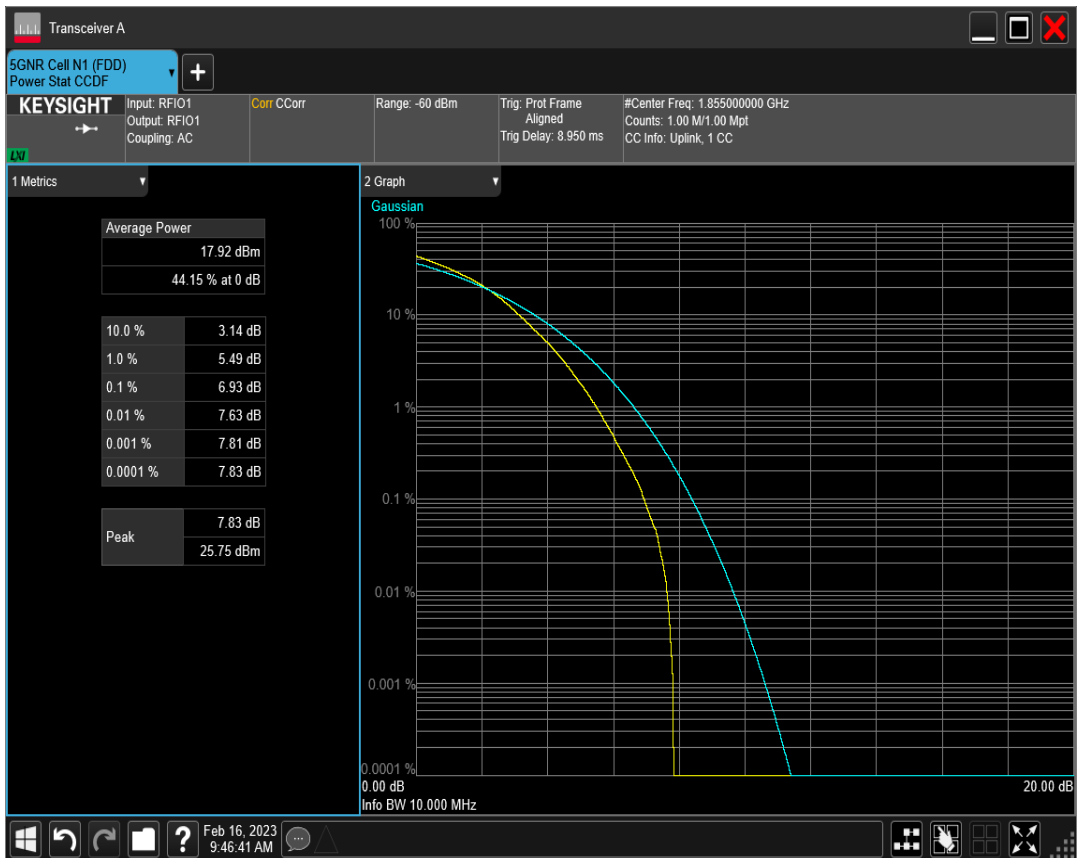 Transceiver A
5GNR Cell N1 (FDD)
Power Stat CCDF
KEYSIGHT
LXI
Input: RFIO1
Output: RFIO1
Coupling: AC
Corr CCorr
Range: -60 dBm
Trig: Prot Frame
Aligned
Trig Delay: 8.950 ms
#Center Freq: 1.855000000 GHz
Counts: 1.00 M/1.00 Mpt
CC Info: Uplink, 1 CC
1 Metrics
Average Power
17.92 dBm
44.15 % at 0 dB
10.0 % 3.14 dB
1.0 % 5.49 dB
0.1 % 6.93 dB
0.01 % 7.63 dB
0.001 % 7.81 dB
0.0001 % 7.83 dB
Peak
7.83 dB
25.75 dBm
2 Graph
Gaussian
100 %
10 %
1 %
0.1 %
0.01 %
0.001 %
0.0001 %
0.00 dB 20.00 dB
Info BW 10.000 MHz
Feb 16, 2023
9:46:41 AM